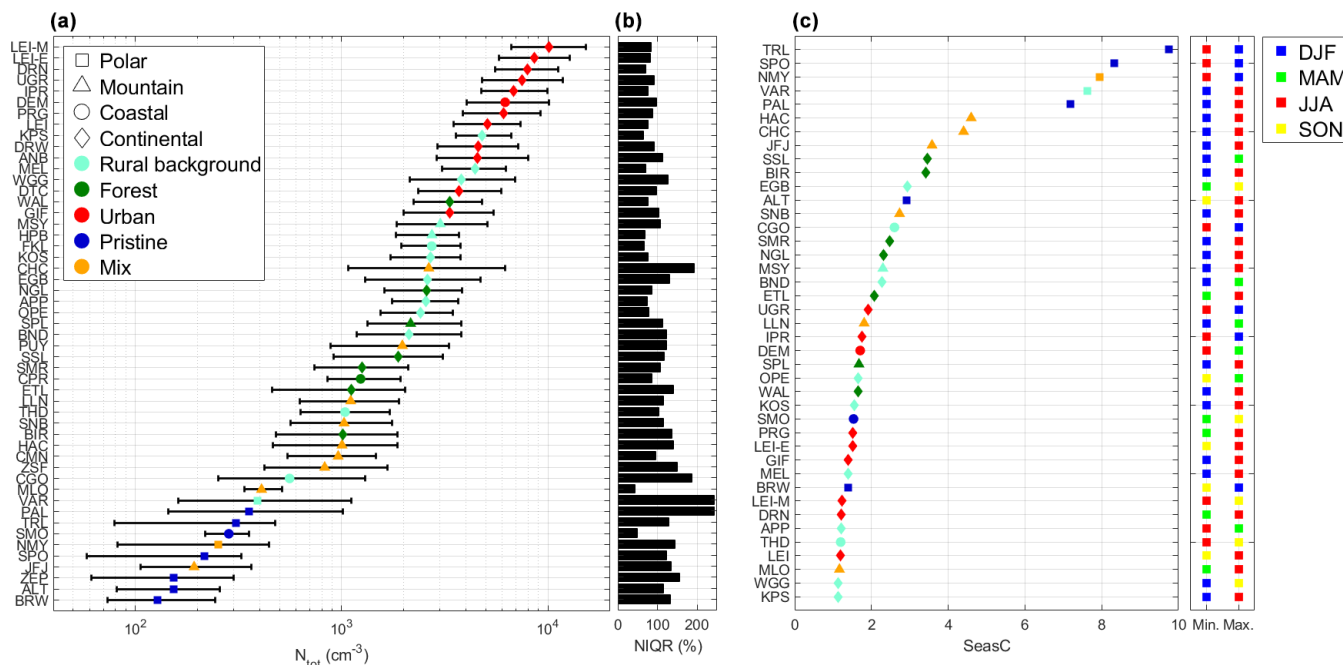 (a)
LEI-M
LEI-E
DRN
UGR
IPR
DEM
PRG
LEI
KPS
DRW
ANB
MEL
WGG
DTC
WAL
GIF
MSY
HPB
FKL
KOS
CHC
EGB
NGL
APP
OPE
SPL
BND
PUY
SSL
SMR
CPR
ETL
LLN
THD
SNB
BIR
HAC
CMN
ZSF
CGO
MLO
VAR
PAL
TRL
SMO
NMY
SPO
JFJ
ZEP
ALT
BRW
Polar
Mountain
Coastal
Continental
Rural background
Forest
Urban
Pristine
Mix
10² 10³ 10⁴
N_tot (cm⁻³)
(b)
0 100 200
NIQR (%)
(c)
TRL
SPO
NMY
VAR
PAL
HAC
CHC
JFJ
SSL
BIR
EGB
ALT
SNB
CGO
SMR
NGL
MSY
BND
ETL
UGR
LLN
IPR
DEM
SPL
OPE
WAL
KOS
SMO
PRG
LEI-E
GIF
MEL
BRW
LEI-M
DRN
APP
THD
LEI
MLO
WGG
KPS
0 2 4 6 8 10
SeasC
Min. Max.
DJF
MAM
JJA
SON